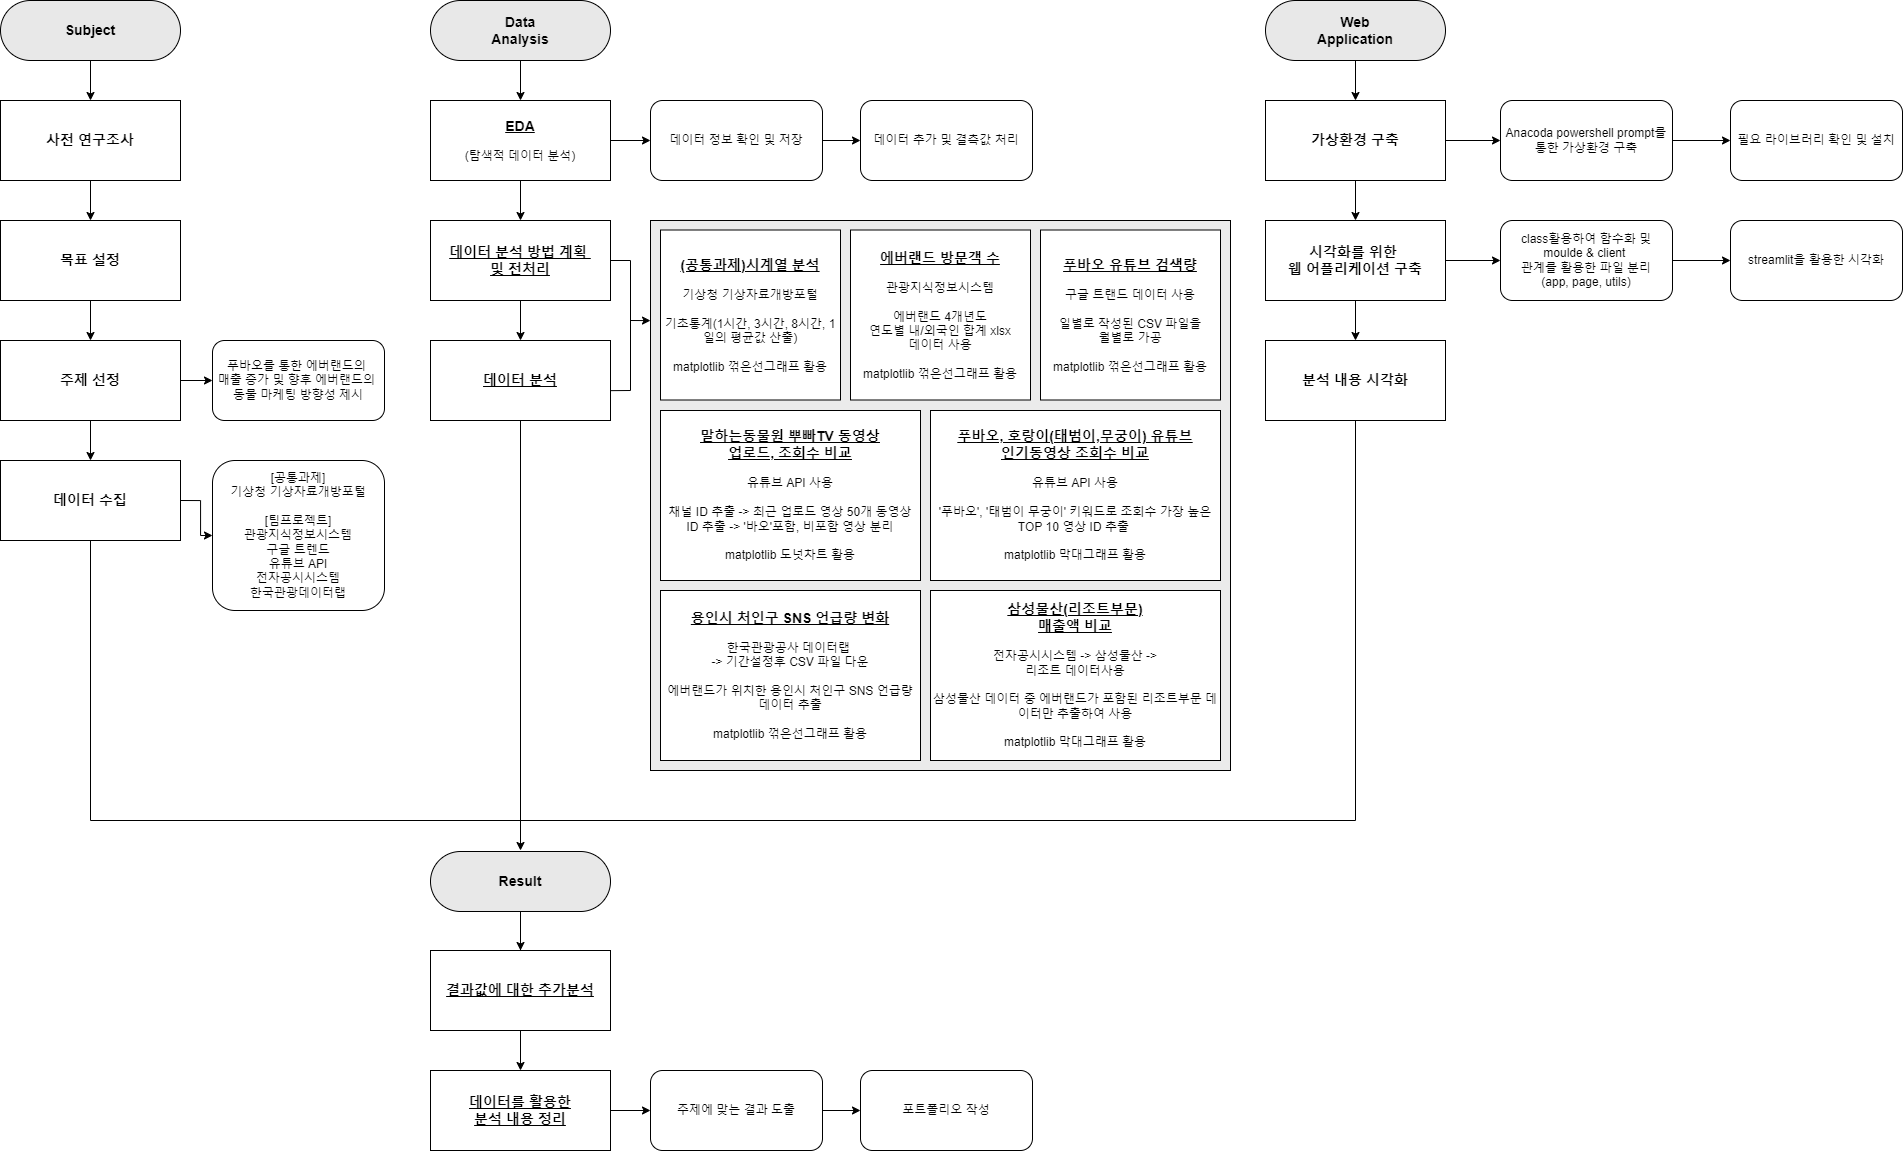 Subject
사전 연구조사
목표 설정
주제 선정
푸바오를 통한 에버랜드의
매출 증가 및 향후 에버랜드의
동물 마케팅 방향성 제시
데이터 수집
[공통과제]
기상청 기상자료개방포털
[팀프로젝트]
관광지식정보시스템
구글 트렌드
유튜브 API
전자공시시스템
한국관광데이터랩
Data
Analysis
EDA
(탐색적 데이터 분석)
데이터 정보 확인 및 저장
데이터 추가 및 결측값 처리
데이터 분석 방법 계획
및 전처리
데이터 분석
(공통과제)시계열 분석
기상청 기상자료개방포털
기초통계(1시간, 3시간, 8시간, 1
일의 평균값 산출)
matplotlib 꺾은선그래프 활용
에버랜드 방문객 수
관광지식정보시스템
에버랜드 4개년도
연도별 내/외국인 합계 xlsx
데이터 사용
matplotlib 꺾은선그래프 활용
푸바오 유튜브 검색량
구글 트랜드 데이터 사용
일별로 작성된 CSV 파일을
월별로 가공
matplotlib 꺾은선그래프 활용
말하는동물원 뿌빠TV 동영상
업로드, 조회수 비교
유튜브 API 사용
채널 ID 추출 -> 최근 업로드 영상 50개 동영상
ID 추출 -> '바오'포함, 비포함 영상 분리
matplotlib 도넛차트 활용
푸바오, 호랑이(태범이,무궁이) 유튜브
인기동영상 조회수 비교
유튜브 API 사용
'푸바오', '태범이 무궁이' 키워드로 조회수 가장 높은
TOP 10 영상 ID 추출
matplotlib 막대그래프 활용
용인시 처인구 SNS 언급량 변화
한국관광공사 데이터랩
-> 기간설정후 CSV 파일 다운
에버랜드가 위치한 용인시 처인구 SNS 언급량
데이터 추출
matplotlib 꺾은선그래프 활용
삼성물산(리조트부문)
매출액 비교
전자공시시스템 -> 삼성물산 ->
리조트 데이터사용
삼성물산 데이터 중 에버랜드가 포함된 리조트부문 데
이터만 추출하여 사용
matplotlib 막대그래프 활용
Web
Application
가상환경 구축
Anacoda powershell prompt를
통한 가상환경 구축
필요 라이브러리 확인 및 설치
시각화를 위한
웹 어플리케이션 구축
class활용하여 함수화 및
moulde & client
관계를 활용한 파일 분리
(app, page, utils)
streamlit을 활용한 시각화
분석 내용 시각화
Result
결과값에 대한 추가분석
데이터를 활용한
분석 내용 정리
주제에 맞는 결과 도출
포트폴리오 작성